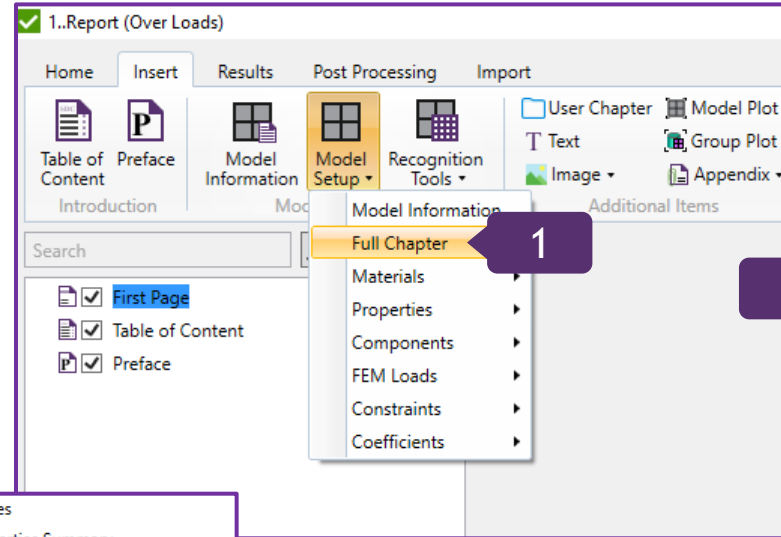 1..Report (Over Loads)
Home Insert Results Post Processing Import
Table of Content
Preface
Model Information
Model Setup
Recognition Tools
User Chapter Model Plot
Text Group Plot
Image Appendix
Introduction Additional Items
Search
Model Information
Full Chapter
1
Materials
Properties
Components
FEM Loads
Constraints
Coefficients
First Page
Table of Content
Preface